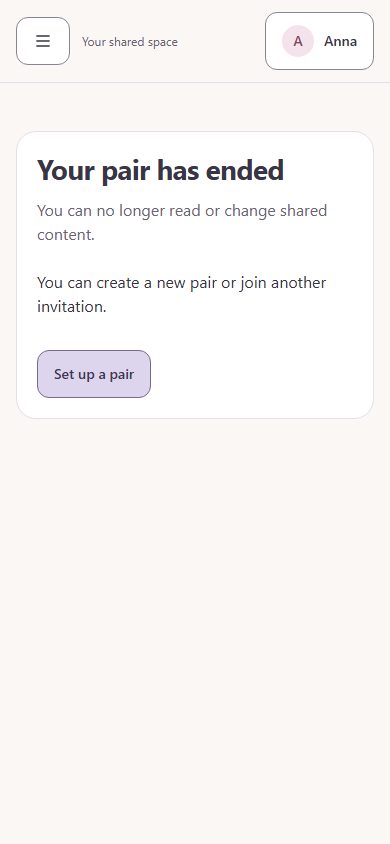 Your shared space
A
Anna
Your pair has ended
You can no longer read or change shared
content.
You can create a new pair or join another
invitation.
Set up a pair